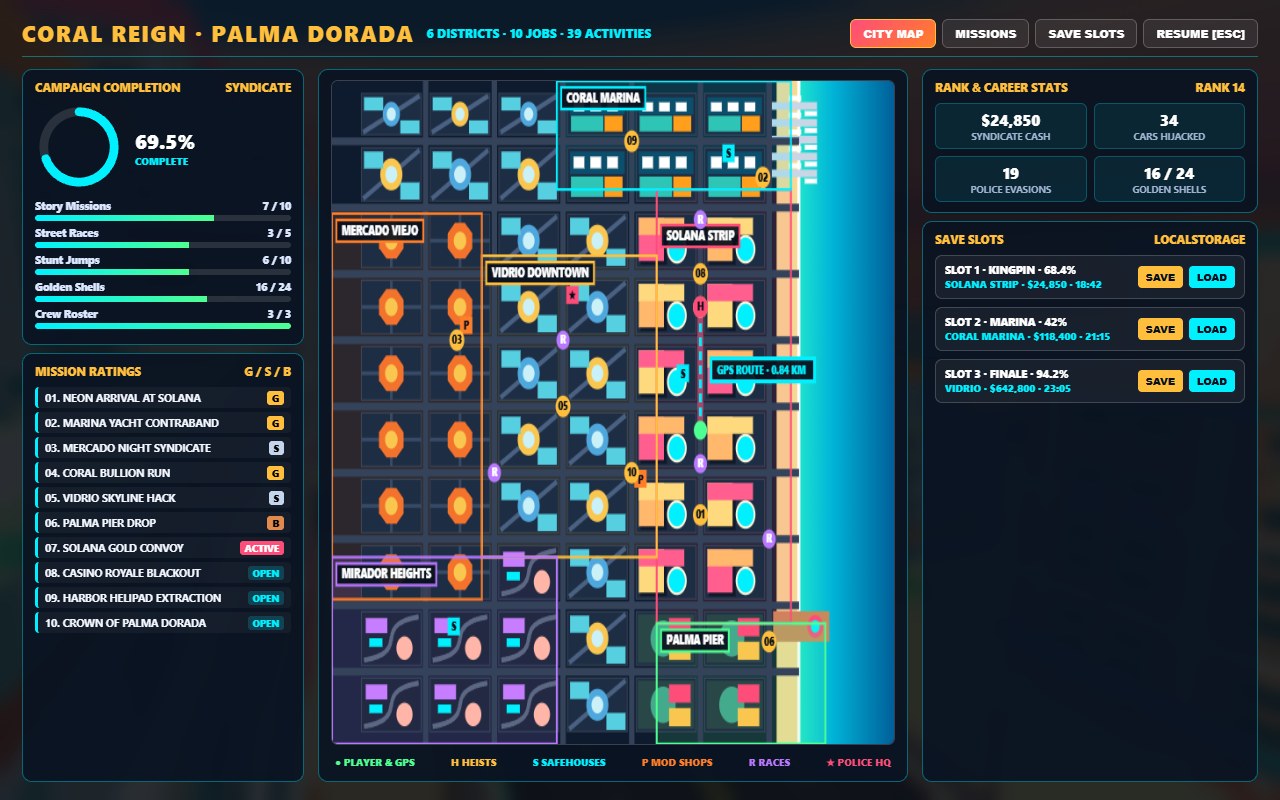 CORAL REIGN · PALMA DORADA
6 DISTRICTS · 10 JOBS · 39 ACTIVITIES
CITY MAP
MISSIONS
SAVE SLOTS
RESUME [ESC]
CAMPAIGN COMPLETION
SYNDICATE
69.5%
COMPLETE
Story Missions 7 / 10
Street Races 3 / 5
Stunt Jumps 6 / 10
Golden Shells 16 / 24
Crew Roster 3 / 3
MISSION RATINGS G / S / B
01. NEON ARRIVAL AT SOLANA G
02. MARINA YACHT CONTRABAND G
03. MERCADO NIGHT SYNDICATE S
04. CORAL BULLION RUN G
05. VIDRIO SKYLINE HACK S
06. PALMA PIER DROP B
07. SOLANA GOLD CONVOY ACTIVE
08. CASINO ROYALE BLACKOUT OPEN
09. HARBOR HELIPAD EXTRACTION OPEN
10. CROWN OF PALMA DORADA OPEN
CORAL MARINA
09
S
02
MERCADO VIEJO
R
SOLANA STRIP
VIDRIO DOWNTOWN
08
★
H
P
03
R
S
GPS ROUTE · 0.84 KM
05
R
R
10
P
01
R
MIRADOR HEIGHTS
S
PALMA PIER
06
● PLAYER & GPS
H HEISTS
S SAFEHOUSES
P MOD SHOPS
R RACES
★ POLICE HQ
RANK & CAREER STATS
RANK 14
$24,850
SYNDICATE CASH
34
CARS HIJACKED
19
POLICE EVASIONS
16 / 24
GOLDEN SHELLS
SAVE SLOTS
LOCALSTORAGE
SLOT 1 · KINGPIN · 68.4%
SOLANA STRIP · $24,850 · 18:42
SAVE
LOAD
SLOT 2 · MARINA · 42%
CORAL MARINA · $118,400 · 21:15
SAVE
LOAD
SLOT 3 · FINALE · 94.2%
VIDRIO · $642,800 · 23:05
SAVE
LOAD